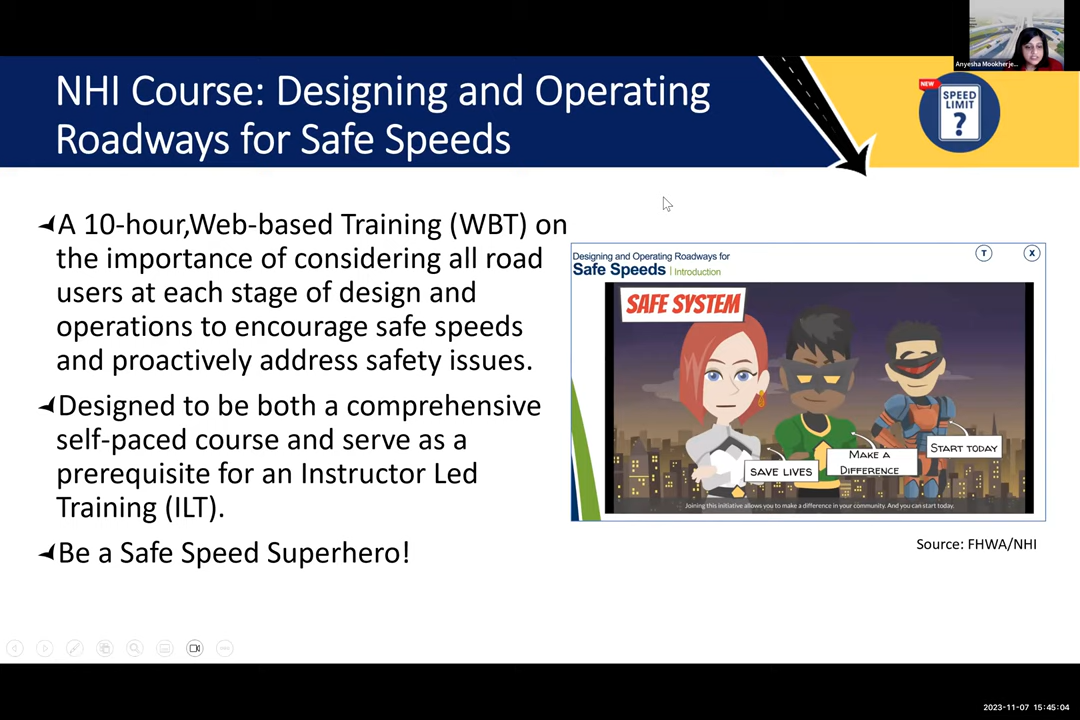 Anyesha Mookherje...
NHI Course: Designing and Operating
Roadways for Safe Speeds
NEW
SPEED
LIMIT
?
A 10-hour,Web-based Training (WBT) on
the importance of considering all road
users at each stage of design and
operations to encourage safe speeds
and proactively address safety issues.
Designed to be both a comprehensive
self-paced course and serve as a
prerequisite for an Instructor Led
Training (ILT).
Be a Safe Speed Superhero!
Designing and Operating Roadways for
Safe Speeds | Introduction
T
X
SAFE SYSTEM
SAVE LIVES
MAKE A
DIFFERENCE
START TODAY
Joining this initiative allows you to make a difference in your community. And you can start today.
Source: FHWA/NHI
2023-11-07 15:45:04